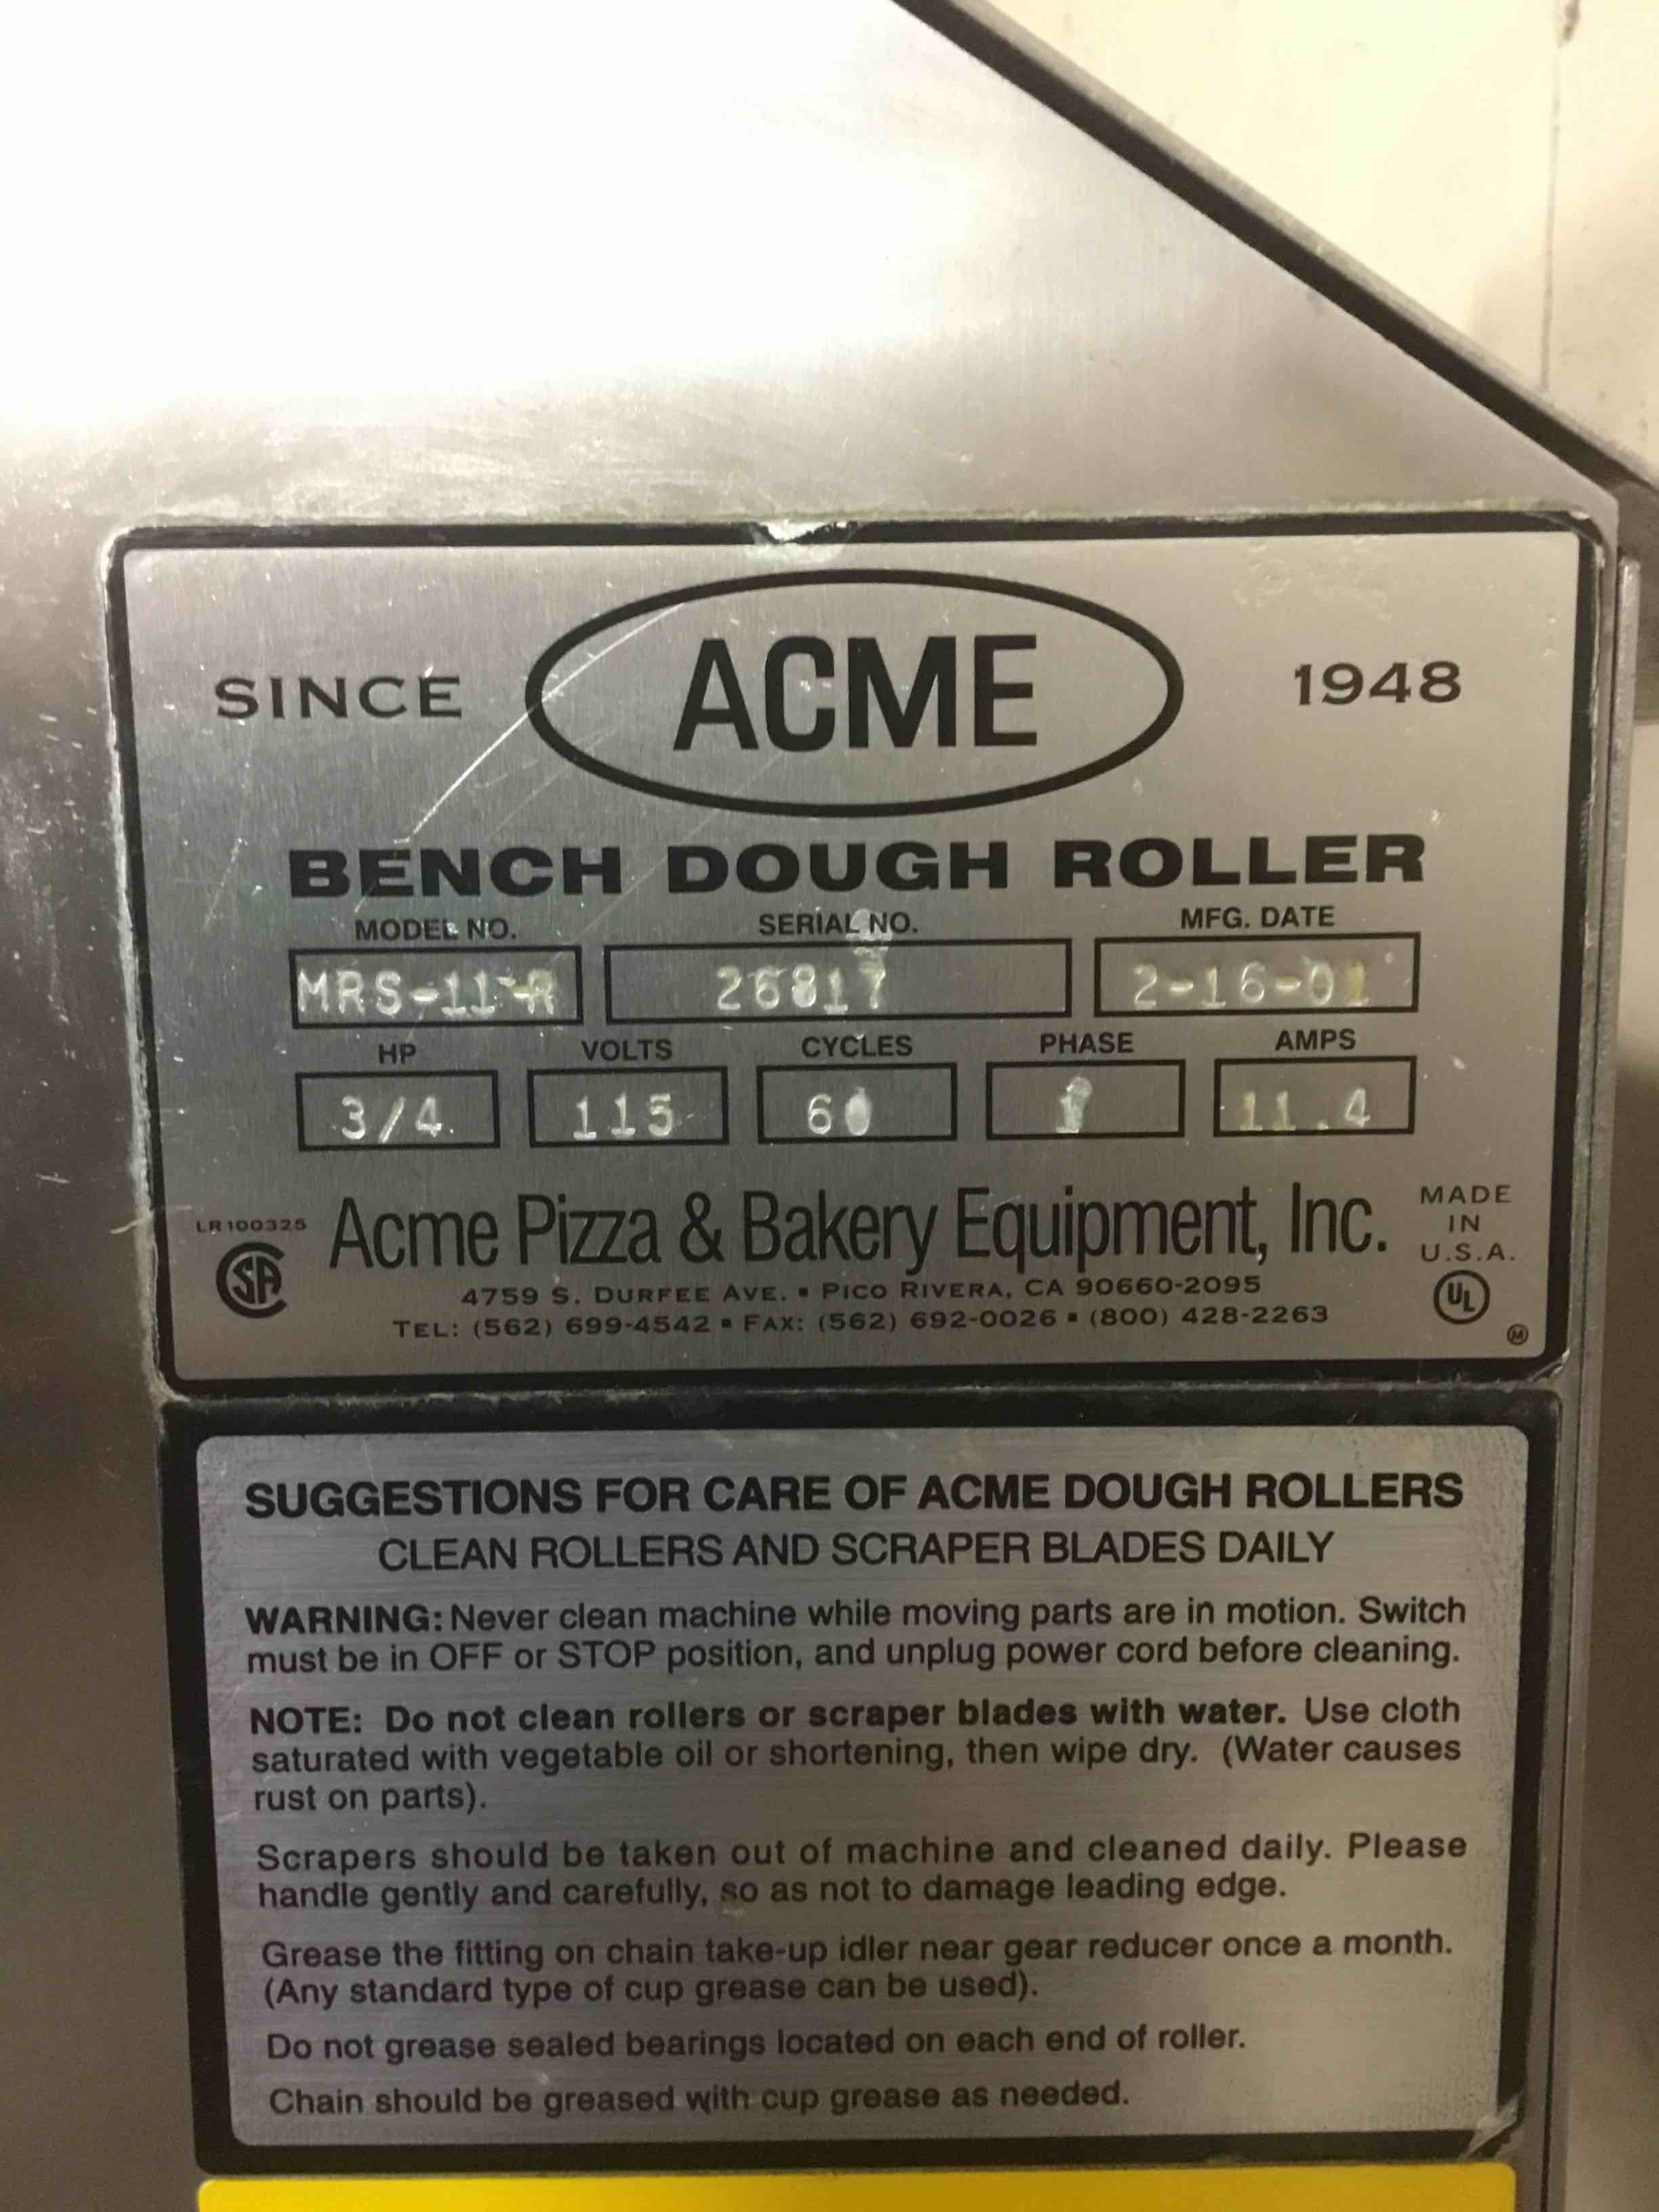 SINCE ACME 1948
BENCH DOUGH ROLLER
MODEL NO. SERIAL NO. MFG. DATE
MRS-11-R 26817 2-16-01
HP VOLTS CYCLES PHASE AMPS
3/4 115 60 1 11.4
LR100325 Acme Pizza & Bakery Equipment, Inc. MADE IN U.S.A.
SA 4759 S. DURFEE AVE. ▪ PICO RIVERA, CA 90660-2095 UL
TEL: (562) 699-4542 ▪ FAX: (562) 692-0026 ▪ (800) 428-2263 M
SUGGESTIONS FOR CARE OF ACME DOUGH ROLLERS
CLEAN ROLLERS AND SCRAPER BLADES DAILY
WARNING: Never clean machine while moving parts are in motion. Switch
must be in OFF or STOP position, and unplug power cord before cleaning.
NOTE: Do not clean rollers or scraper blades with water. Use cloth
saturated with vegetable oil or shortening, then wipe dry. (Water causes
rust on parts).
Scrapers should be taken out of machine and cleaned daily. Please
handle gently and carefully, so as not to damage leading edge.
Grease the fitting on chain take-up idler near gear reducer once a month.
(Any standard type of cup grease can be used).
Do not grease sealed bearings located on each end of roller.
Chain should be greased with cup grease as needed.